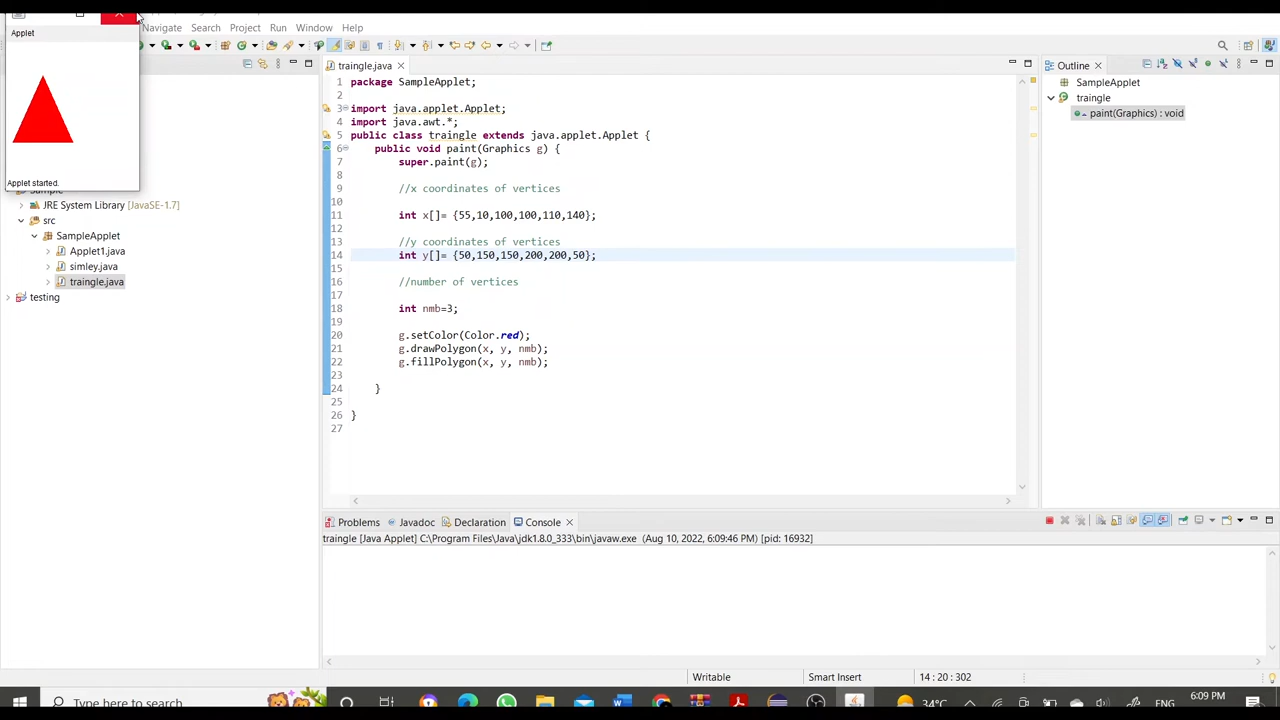 Navigate Search Project Run Window Help
Applet
Applet started.
Sample
JRE System Library [JavaSE-1.7]
src
SampleApplet
Applet1.java
simley.java
traingle.java
testing
traingle.java
1 package SampleApplet;
2
3 import java.applet.Applet;
4 import java.awt.*;
5 public class traingle extends java.applet.Applet {
6 public void paint(Graphics g) {
7 super.paint(g);
8
9 //x coordinates of vertices
10
11 int x[]= {55,10,100,100,110,140};
12
13 //y coordinates of vertices
14 int y[]= {50,150,150,200,200,50};
15
16 //number of vertices
17
18 int nmb=3;
19
20 g.setColor(Color.red);
21 g.drawPolygon(x, y, nmb);
22 g.fillPolygon(x, y, nmb);
23
24 }
25
26 }
27
Outline
SampleApplet
traingle
paint(Graphics) : void
Problems Javadoc Declaration Console
traingle [Java Applet] C:\Program Files\Java\jdk1.8.0_333\bin\javaw.exe (Aug 10, 2022, 6:09:46 PM) [pid: 16932]
Writable Smart Insert 14 : 20 : 302
Type here to search
34°C
ENG
6:09 PM